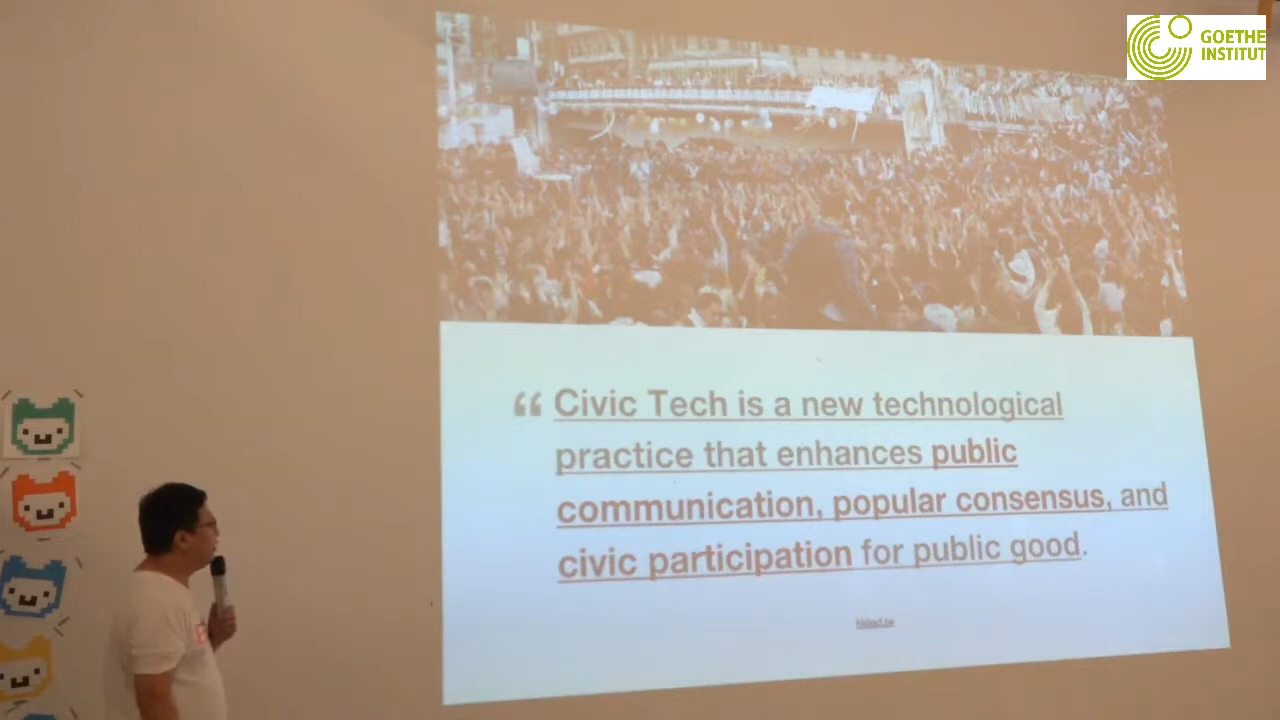 GOETHE
INSTITUT
“ Civic Tech is a new technological
practice that enhances public
communication, popular consensus, and
civic participation for public good.